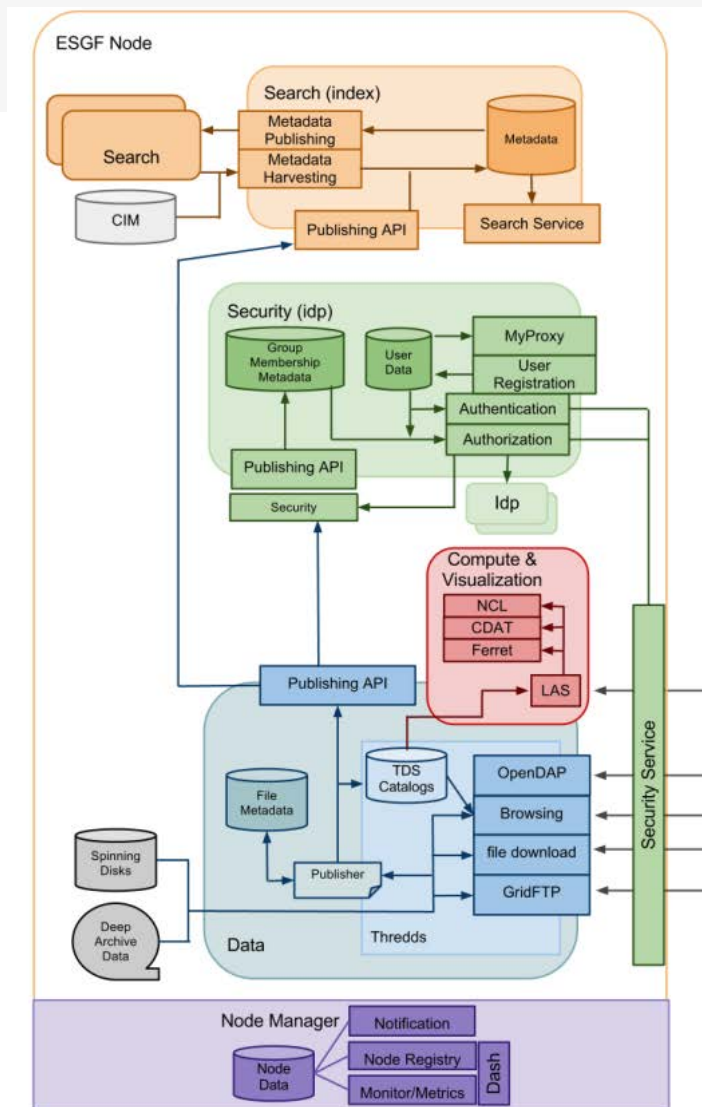 ESGF Node
Search (index)
Metadata
Publishing
Metadata
Search
Metadata
Harvesting
CIM
Publishing API
Search Service
Security (idp)
Group
Membership
Metadata
User
Data
MyProxy
User
Registration
Authentication
Authorization
Publishing API
Security
Idp
Compute &
Visualization
NCL
CDAT
Ferret
LAS
Publishing API
TDS
Catalogs
OpenDAP
File
Metadata
Browsing
Spinning
Disks
Publisher
file download
GridFTP
Deep
Archive
Data
Data
Thredds
Security Service
Node Manager
Notification
Node
Data
Node Registry
Monitor/Metrics
Dash